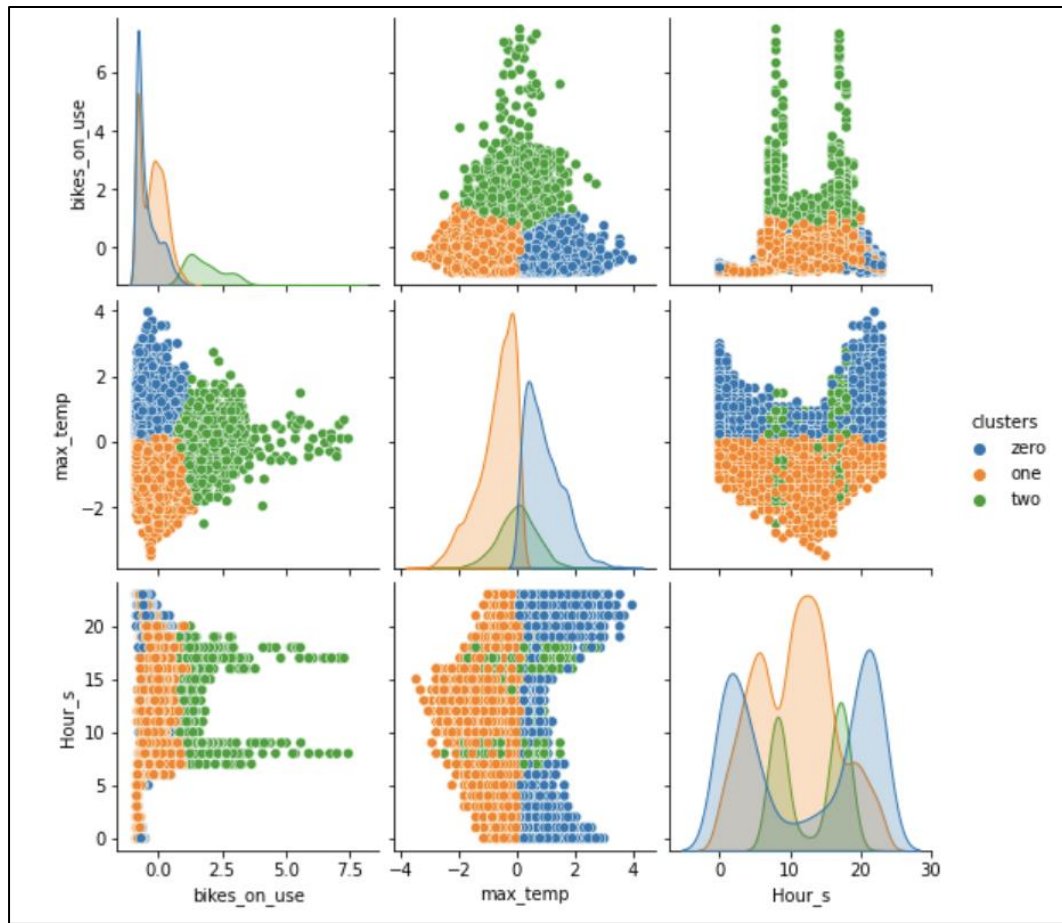 bikes_on_use
6
4
2
0
max_temp
4
2
0
−2
clusters
zero
one
two
Hour_s
20
15
10
5
0
0.0 2.5 5.0 7.5
−4 −2 0 2 4
0 10 20 30
bikes_on_use
max_temp
Hour_s